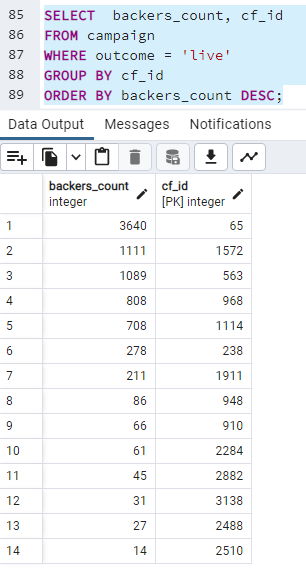 85 SELECT backers_count, cf_id
86 FROM campaign
87 WHERE outcome = 'live'
88 GROUP BY cf_id
89 ORDER BY backers_count DESC;
Data Output Messages Notifications
backers_count integer cf_id [PK] integer
1 3640 65
2 1111 1572
3 1089 563
4 808 968
5 708 1114
6 278 238
7 211 1911
8 86 948
9 66 910
10 61 2284
11 45 2882
12 31 3138
13 27 2488
14 14 2510